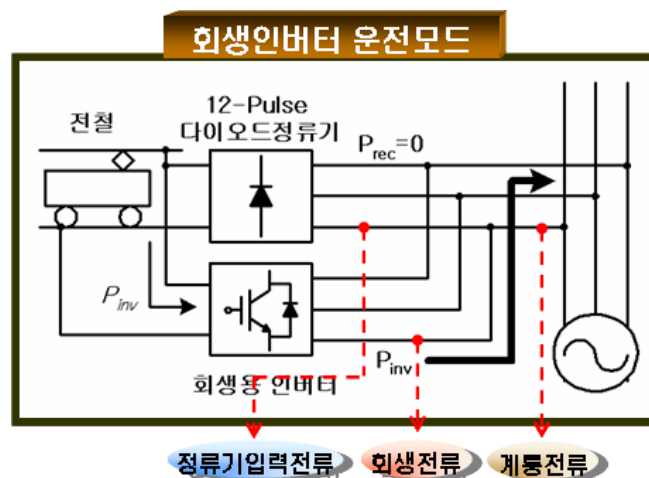 회생인버터 운전모드
12-Pulse
다이오드정류기
전철
Prec=0
Pinv
Pinv
회생용 인버터
정류기입력전류
회생전류
계통전류